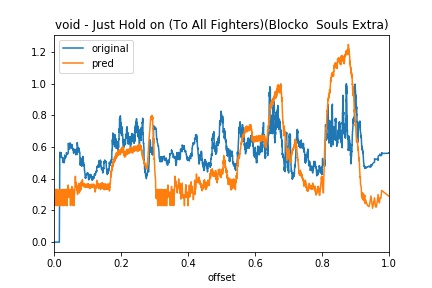 void - Just Hold on (To All Fighters)(Blocko  Souls Extra)
original
pred
1.2
1.0
0.8
0.6
0.4
0.2
0.0
0.0 0.2 0.4 0.6 0.8 1.0
offset